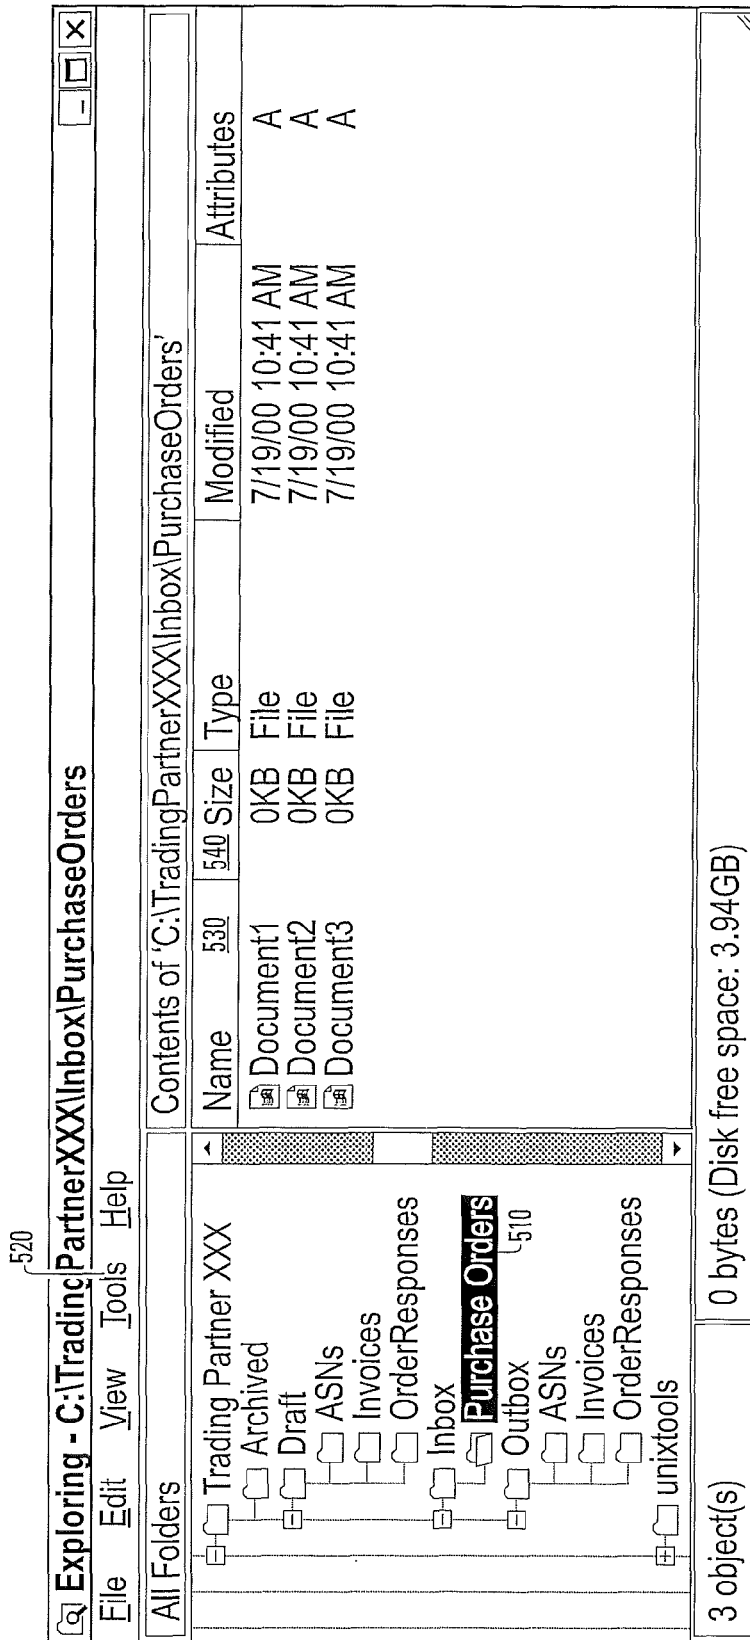 520
Exploring - C:\TradingPartnerXXX\Inbox\PurchaseOrders
File Edit View Tools Help
All Folders
Contents of 'C:\TradingPartnerXXX\Inbox\PurchaseOrders'
Name 530 540 Size Type Modified Attributes
Trading Partner XXX
Archived
Draft
ASNs
Invoices
OrderResponses
Inbox
Purchase Orders
510
Outbox
ASNs
Invoices
OrderResponses
unixtools
Document1 0KB File 7/19/00 10:41 AM A
Document2 0KB File 7/19/00 10:41 AM A
Document3 0KB File 7/19/00 10:41 AM A
3 object(s)
0 bytes (Disk free space: 3.94GB)